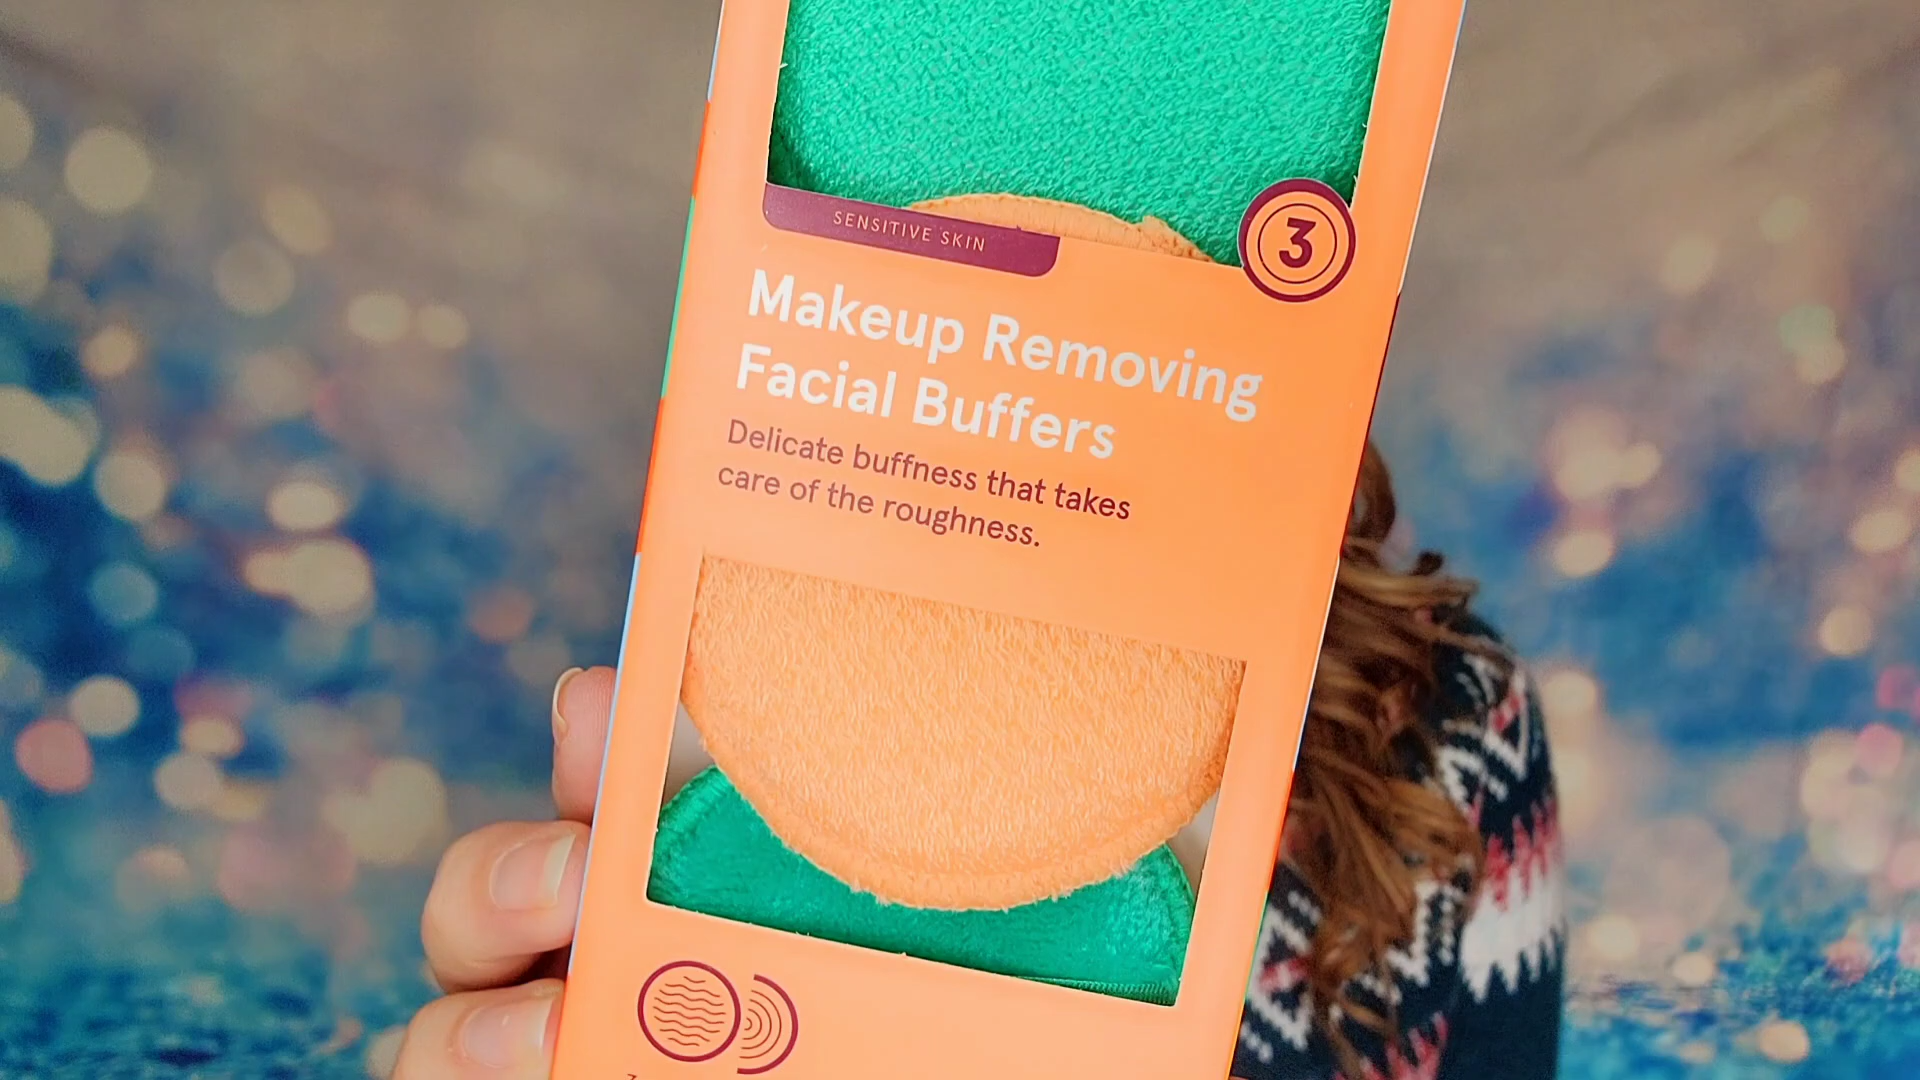 SENSITIVE SKIN
3
Makeup Removing
Facial Buffers
Delicate buffness that takes
care of the roughness.